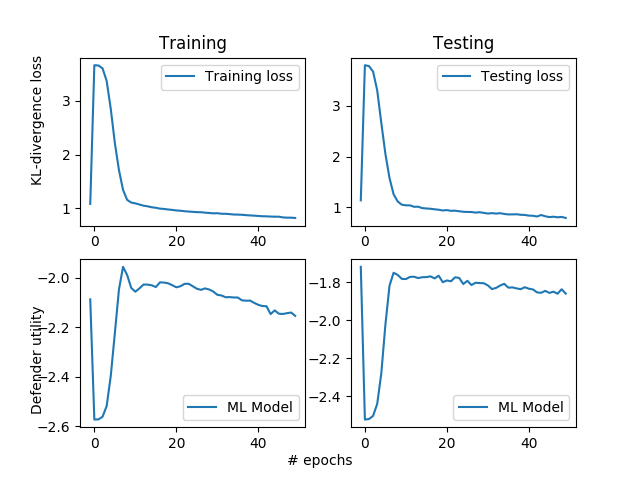 Training
Testing
KL-divergence loss
Training loss
Testing loss
3
2
1
3
2
1
0
20
40
0
20
40
Defender utility
−2.0
−2.2
−2.4
−2.6
−1.8
−2.0
−2.2
−2.4
ML Model
ML Model
0
20
40
0
20
40
# epochs